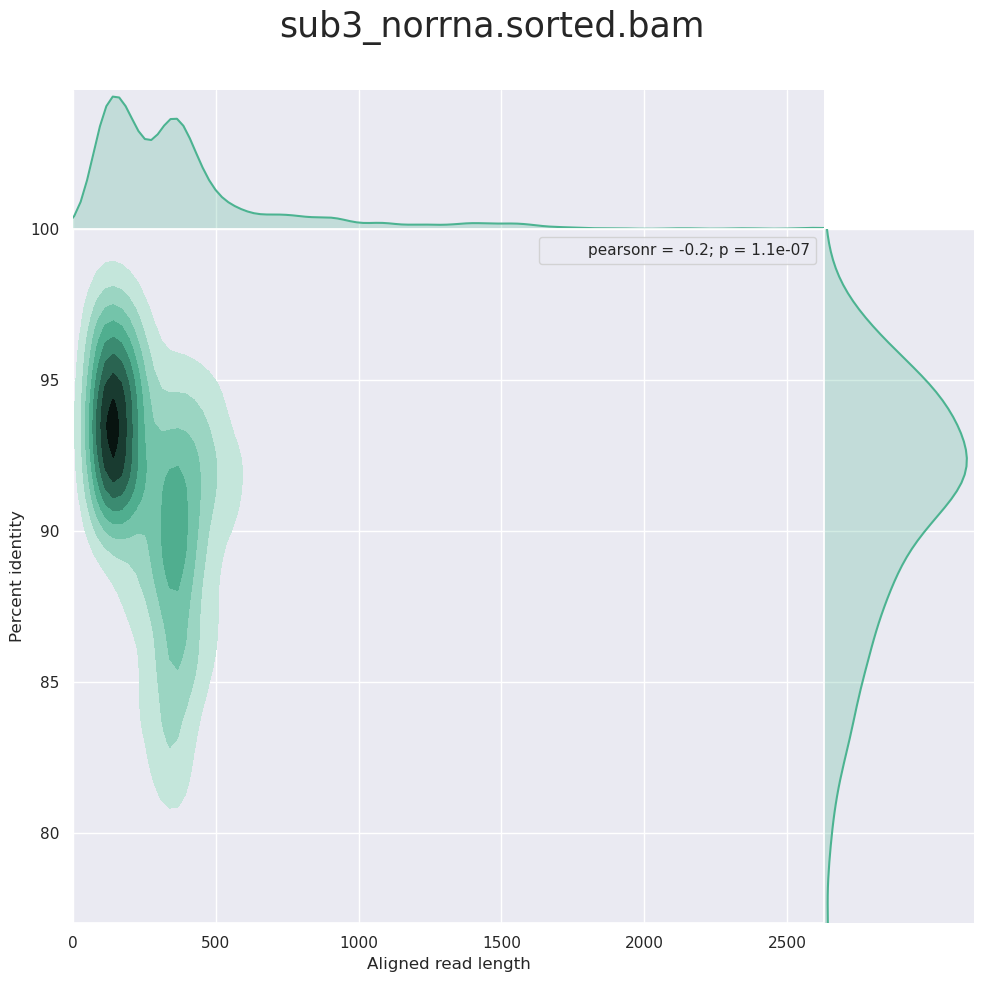 sub3_norrna.sorted.bam
pearsonr = -0.2; p = 1.1e-07
100
95
90
85
80
Percent identity
0 500 1000 1500 2000 2500
Aligned read length